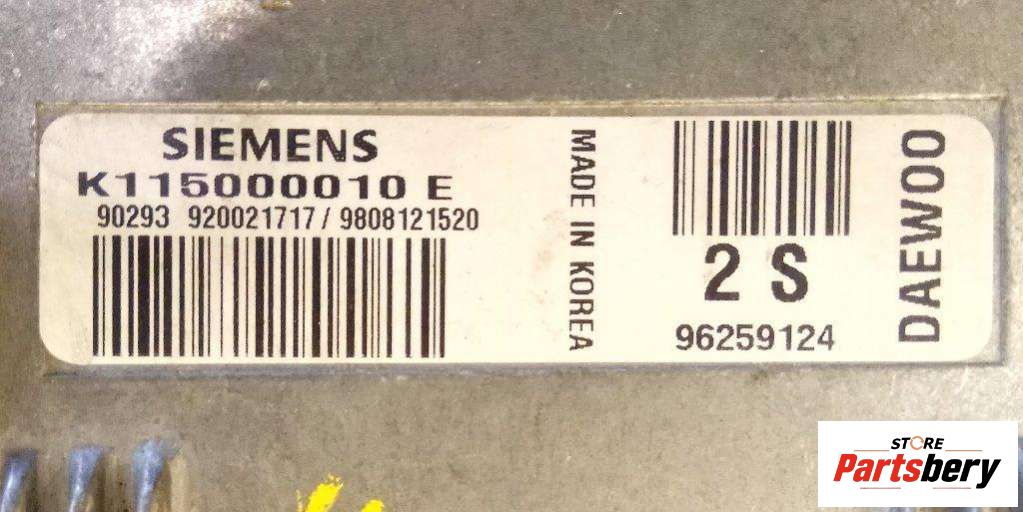 SIEMENS
K115000010 E
90293 920021717/9808121520
MADE IN KOREA
2 S
96259124
DAEWOO
STORE
Partsbery